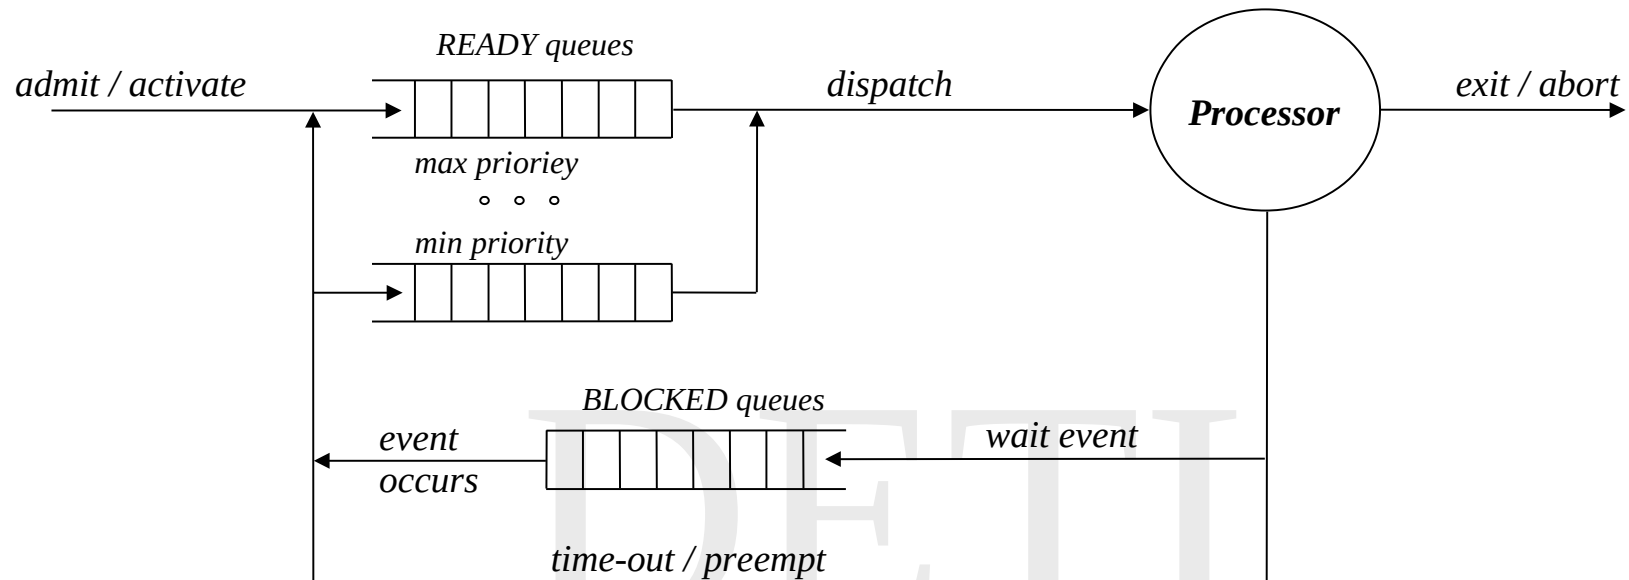 READY queues
admit / activate
dispatch
exit / abort
Processor
max prioriey
min priority
BLOCKED queues
event
occurs
wait event
time-out / preempt
DETI